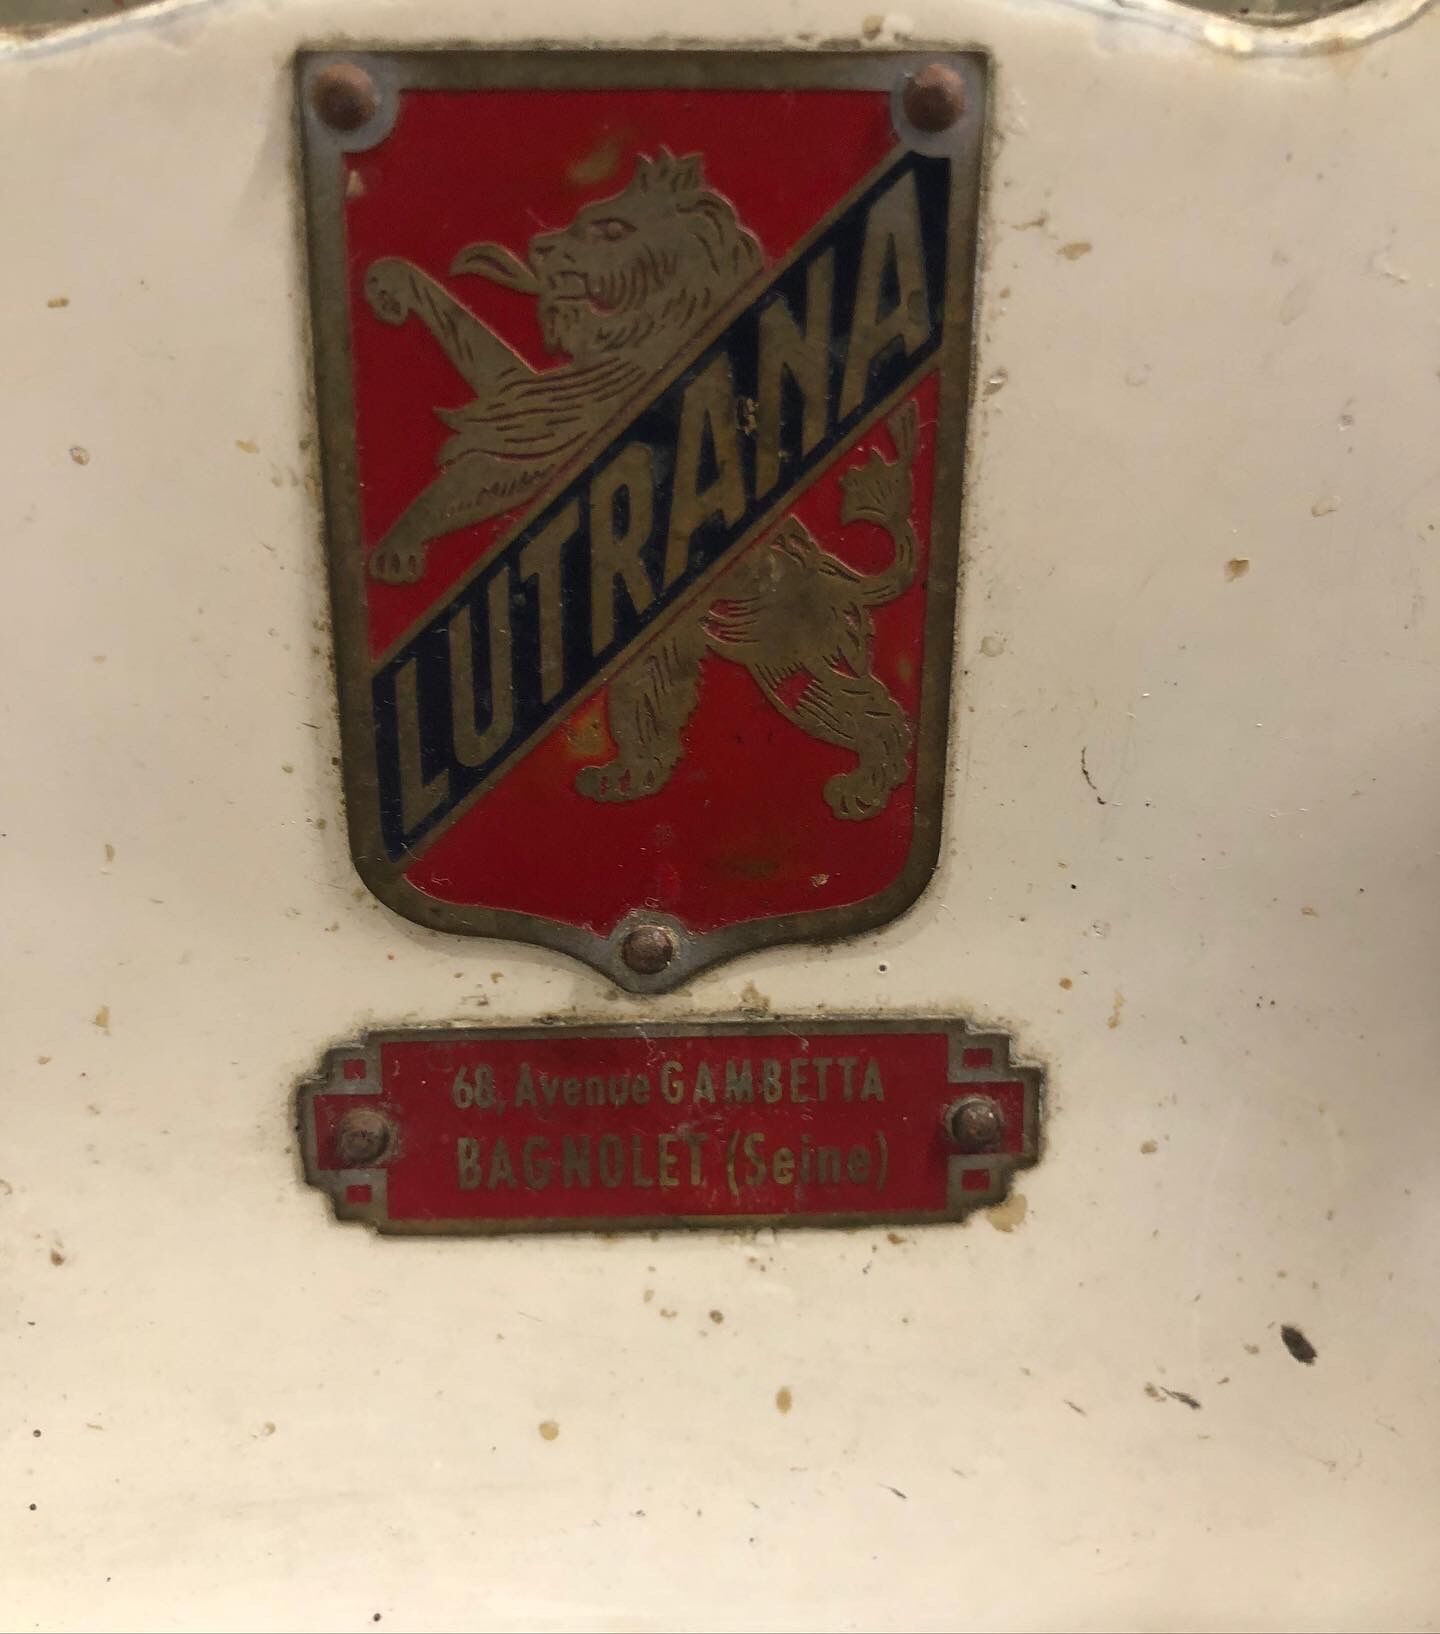 LUTRANA
68, Avenue GAMBETTA
BAGNOLET (Seine)